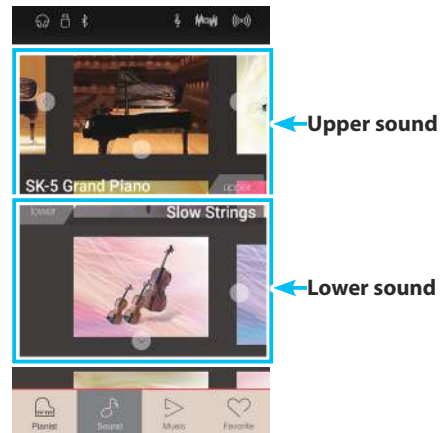 Upper sound
SK-5 Grand Piano
upper
lower
Slow Strings
Lower sound
Pianist
Sound
Music
Favorite